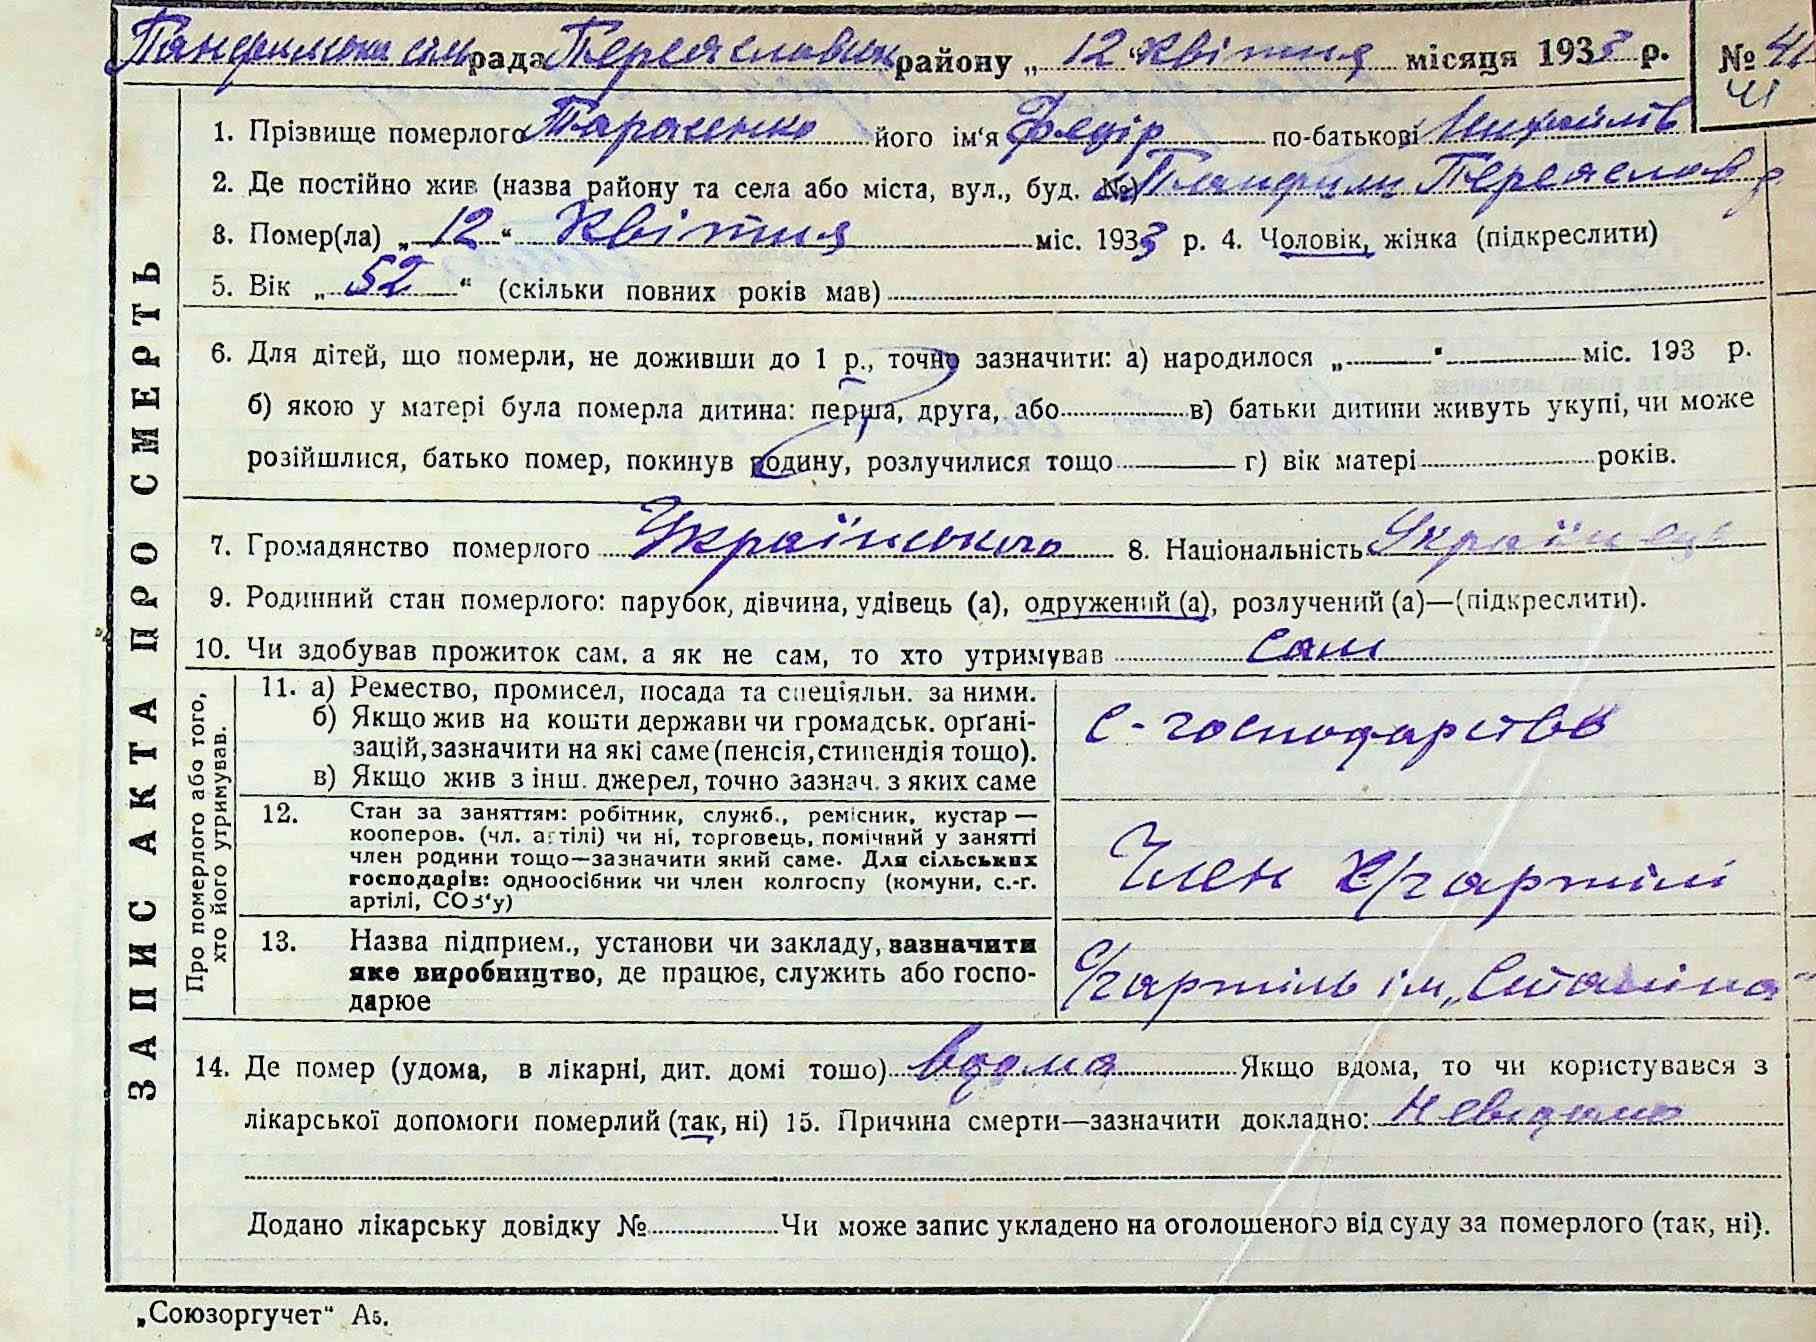 Панфилська сільрада Переяславськ району „ 12 “ квітня місяця 1933 р. № 41
41
ЗАПИС АКТА ПРО СМЕРТЬ
1. Прізвище померлого Тараненко його ім'я Федір по-батькові
2. Де постійно жив (назва району та села або міста, вул., буд. №) с Панфили Переяслав р
3. Помер(ла) „ 12 “ Квітня міс. 1933 р. 4. Чоловік, жінка (підкреслити)
5. Вік „ 52 “ (скільки повних років мав)
6. Для дітей, що померли, не доживши до 1 р., точно зазначити: а) народилося „ “ міс. 193 р.
б) якою у матері була померла дитина: перша, друга, або в) батьки дитини живуть укупі, чи може
розійшлися, батько помер, покинув родину, розлучилися тощо г) вік матері років.
7. Громадянство померлого Українського 8. Національність Українець
9. Родинний стан померлого: парубок, дівчина, удівець (а), одружений (а), розлучений (а)—(підкреслити).
10. Чи здобував прожиток сам, а як не сам, то хто утримував сам
Про померлого або того,
хто його утримував.
11. а) Ремество, промисел, посада та спеціяльн. за ними.
б) Якщо жив на кошти держави чи громадськ. орґані-
зацій, зазначити на які саме (пенсія, стипендія тощо).
в) Якщо жив з інш. джерел, точно зазнач. з яких саме
с-господарство
12. Стан за заняттям: робітник, служб., ремісник, кустар —
кооперов. (чл. артілі) чи ні, торговець, помічний у занятті
член родини тощо—зазначити який саме. Для сільських
господарів: одноосібник чи член колгоспу (комуни, с.-г.
артілі, СОЗ'у)
Член с/г артілі
13. Назва підприєм., установи чи закладу, зазначити
яке виробництво, де працює, служить або госпо-
дарює
с/г артіль ім. „Сталіна“
14. Де помер (удома, в лікарні, дит. домі тощо) вдома Якщо вдома, то чи користувався з
лікарської допомоги померлий (так, ні) 15. Причина смерти—зазначити докладно: Невідомо
Додано лікарську довідку № Чи може запис укладено на оголошеного від суду за померлого (так, ні).
„Союзоргучет“ А5.